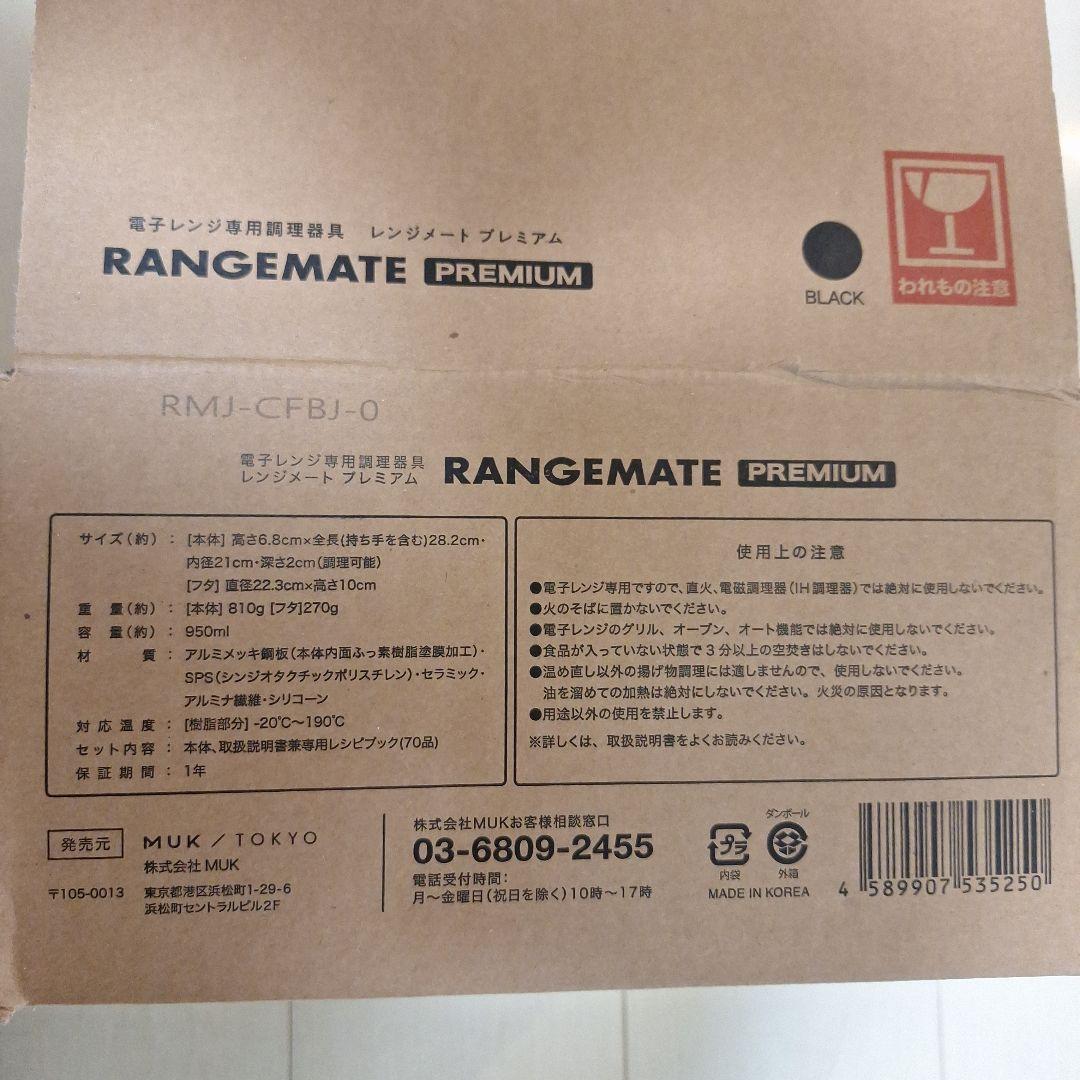 電子レンジ専用調理器具 レンジメート プレミアム
RANGEMATE PREMIUM
BLACK
われもの注意
RMJ-CFBJ-0
電子レンジ専用調理器具
レンジメート プレミアム
RANGEMATE PREMIUM
サイズ(約): [本体] 高さ6.8cm×全長(持ち手を含む)28.2cm・
内径21cm・深さ2cm(調理可能)
[フタ] 直径22.3cm×高さ10cm
重量(約): [本体] 810g [フタ]270g
容量(約): 950ml
材質: アルミメッキ鋼板(本体内面ふっ素樹脂塗膜加工)・
SPS(シンジオタクチックポリスチレン)・セラミック・
アルミナ繊維・シリコーン
対応温度: [樹脂部分] -20℃〜190℃
セット内容: 本体、取扱説明書兼専用レシピブック(70品)
保証期間: 1年
使用上の注意
●電子レンジ専用ですので、直火、電磁調理器(IH調理器)では絶対に使用しないでください。
●火のそばに置かないでください。
●電子レンジのグリル、オーブン、オート機能では絶対に使用しないでください。
●食品が入っていない状態で3分以上の空焚きはしないでください。
●温め直し以外の揚げ物調理には適しませんので、使用しないでください。
油を溜めての加熱は絶対にしないでください。火災の原因となります。
●用途以外の使用を禁止します。
※詳しくは、取扱説明書をよくお読みください。
発売元
MUK / TOKYO
株式会社MUK
〒105-0013 東京都港区浜松町1-29-6
浜松町セントラルビル2F
株式会社MUKお客様相談窓口
03-6809-2455
電話受付時間:
月〜金曜日(祝日を除く)10時〜17時
プラ
内袋
ダンボール
外箱
MADE IN KOREA
4 589907 535250